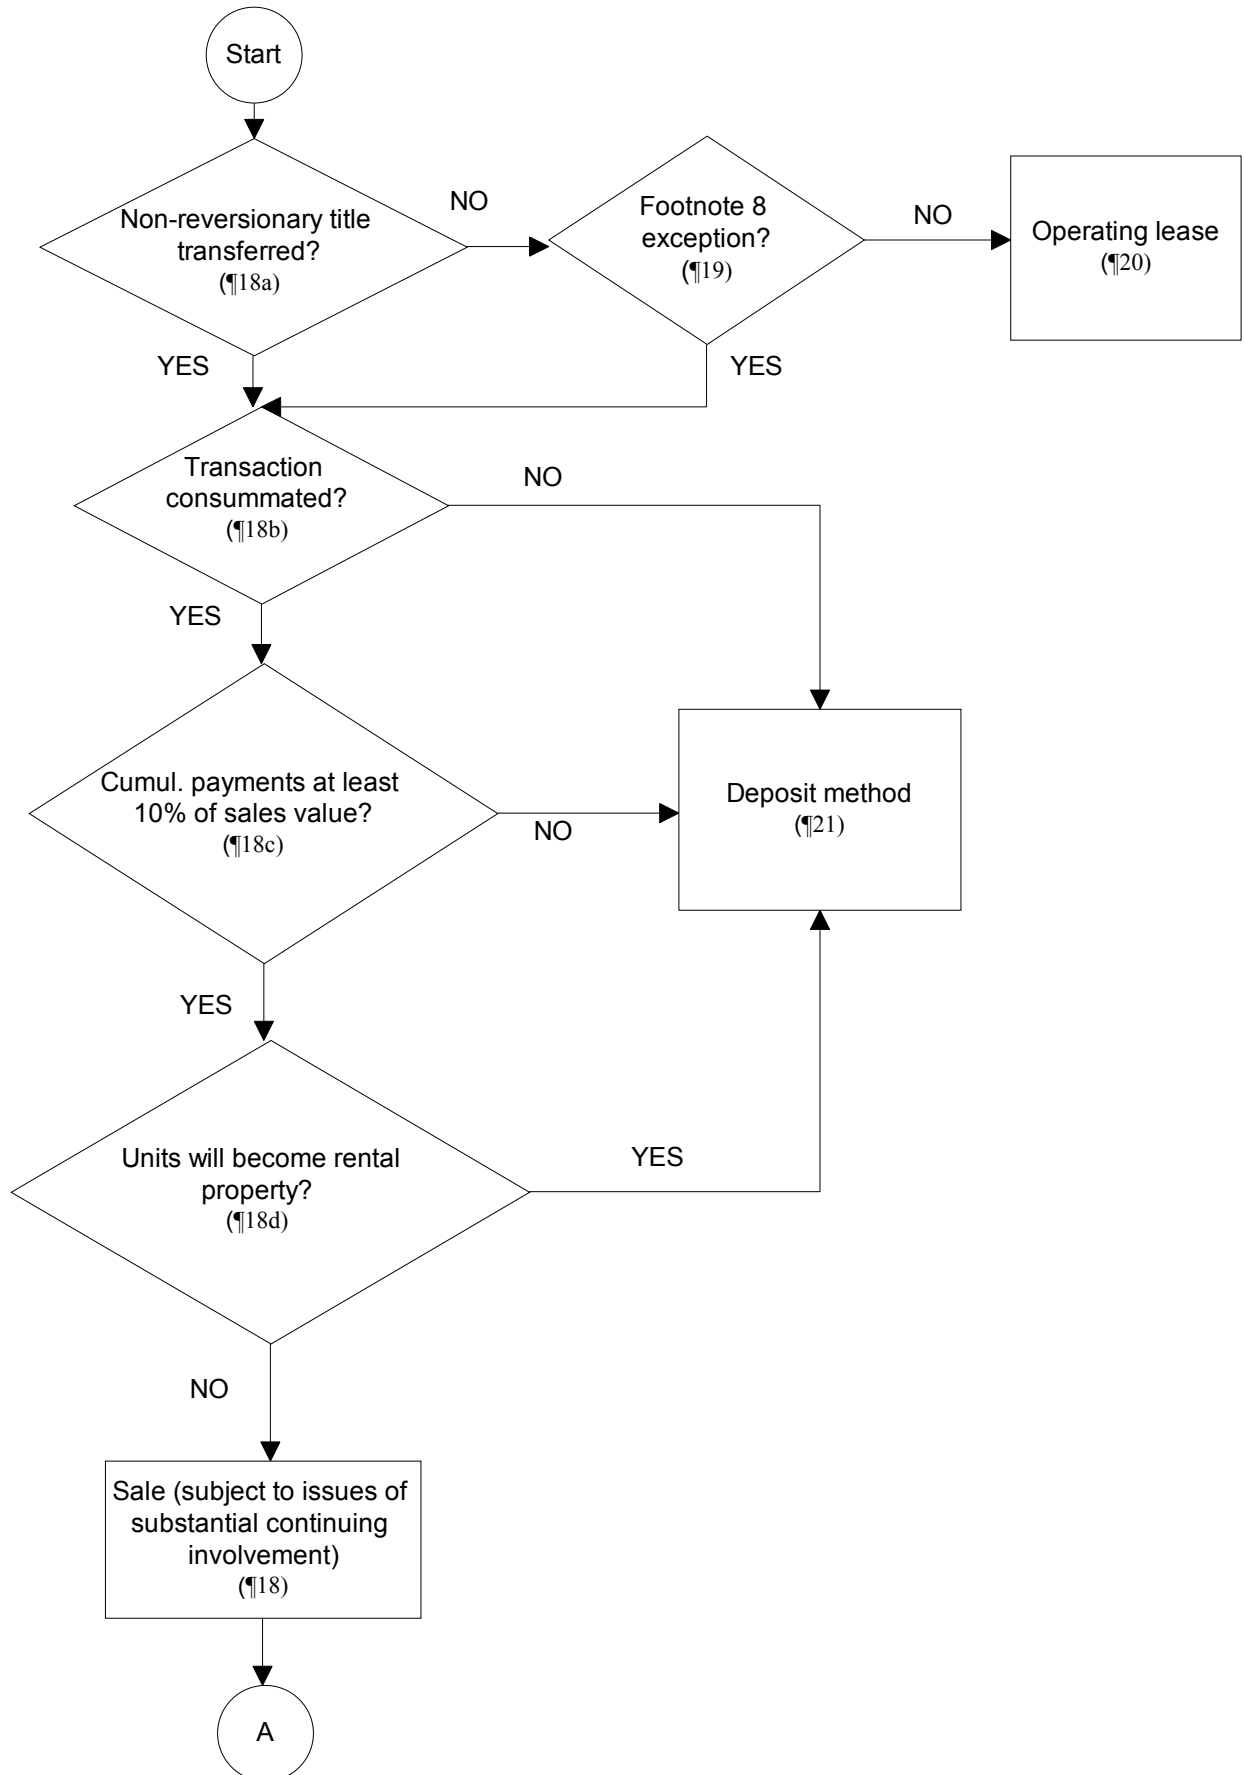 Start
Non-reversionary title
transferred?
(¶18a)
NO
Footnote 8
exception?
(¶19)
NO
Operating lease
(¶20)
YES
YES
Transaction
consummated?
(¶18b)
NO
YES
Cumul. payments at least
10% of sales value?
(¶18c)
NO
Deposit method
(¶21)
YES
Units will become rental
property?
(¶18d)
YES
NO
Sale (subject to issues of
substantial continuing
involvement)
(¶18)
A